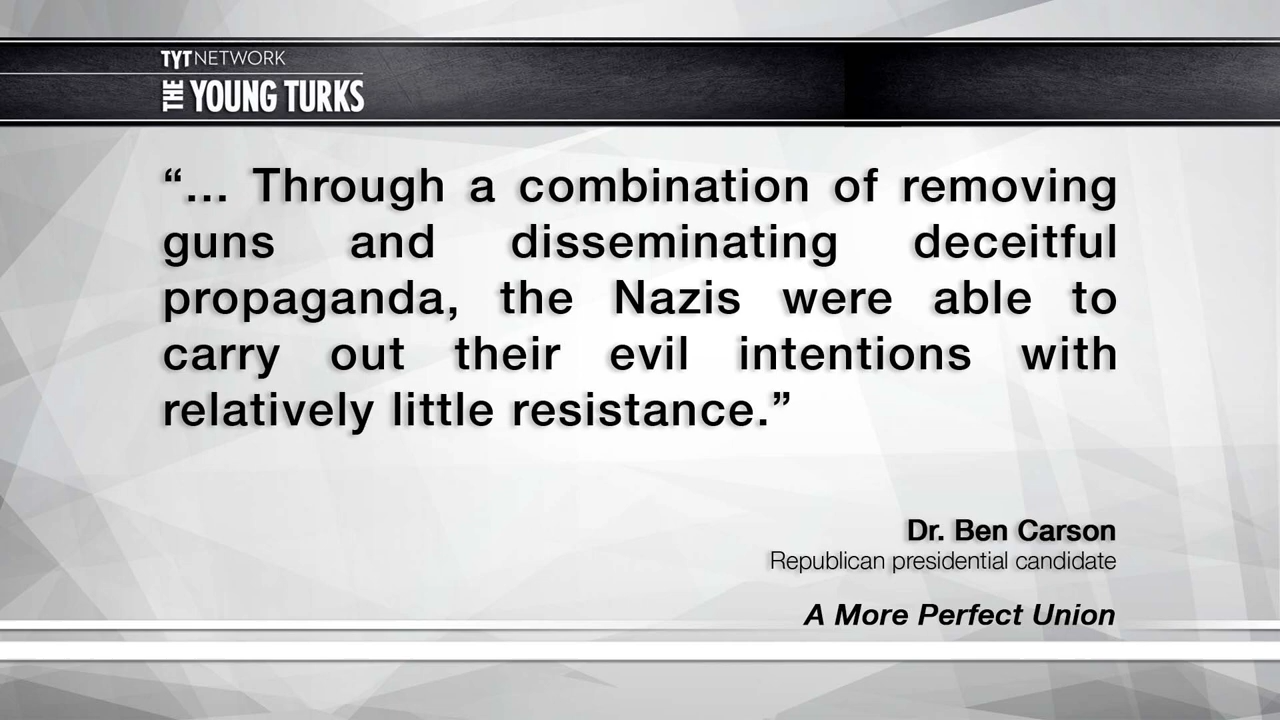 TYT NETWORK
THE YOUNG TURKS
“... Through a combination of removing
guns and disseminating deceitful
propaganda, the Nazis were able to
carry out their evil intentions with
relatively little resistance.”
Dr. Ben Carson
Republican presidential candidate
A More Perfect Union